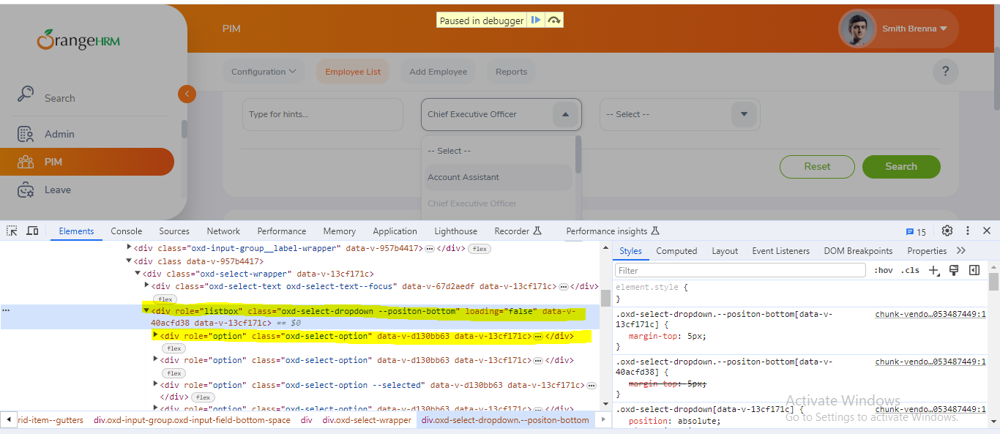 Paused in debugger
OrangeHRM
PIM
Smith Brenna
Configuration
Employee List
Add Employee
Reports
?
Search
Type for hints...
Chief Executive Officer
-- Select --
Admin
-- Select --
PIM
Reset
Search
Account Assistant
Leave
Chief Executive Officer
Elements Console Sources Network Performance Memory Application Lighthouse Recorder Performance insights 15
<div class="oxd-input-group__label-wrapper" data-v-957b4417> … </div> flex
<div class data-v-957b4417>
<div class="oxd-select-wrapper" data-v-13cf171c>
<div class="oxd-select-text oxd-select-text--focus" data-v-67d2aedf data-v-13cf171c> … </div>
flex
… <div role="listbox" class="oxd-select-dropdown --positon-bottom" loading="false" data-v-
40acfd38 data-v-13cf171c> == $0
<div role="option" class="oxd-select-option" data-v-d130bb63 data-v-13cf171c> … </div>
flex
<div role="option" class="oxd-select-option" data-v-d130bb63 data-v-13cf171c> … </div>
flex
<div role="option" class="oxd-select-option --selected" data-v-d130bb63 data-v-13cf171c> …
</div> flex
<div role="option" class="oxd-select-option" data-v-d130bb63 data-v-13cf171c> … </div>
rid-item--gutters div.oxd-input-group.oxd-input-field-bottom-space div div.oxd-select-wrapper div.oxd-select-dropdown.--positon-bottom
Styles Computed Layout Event Listeners DOM Breakpoints Properties
Filter :hov .cls
element.style {
}
.oxd-select-dropdown.--positon-bottom[data-v- chunk-vendo…053487449:1
13cf171c] {
margin-top: 5px;
}
.oxd-select-dropdown.--positon-bottom[data-v- chunk-vendo…053487449:1
40acfd38] {
margin-top: 5px;
}
.oxd-select-dropdown[data-v-13cf171c] { chunk-vendo…053487449:1
position: absolute;
Activate Windows
Go to Settings to activate Windows.